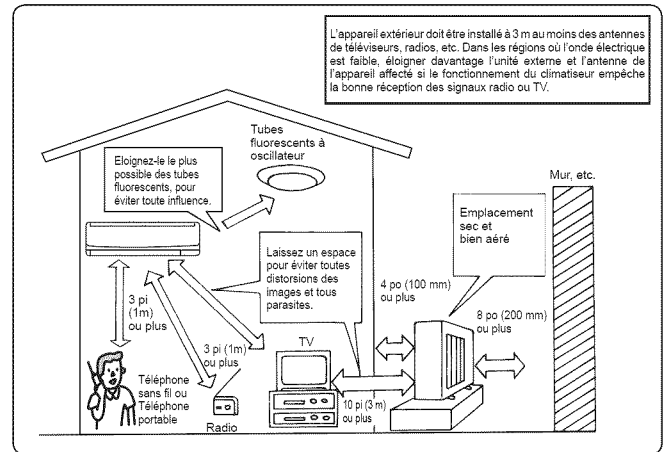 L'appareil extérieur doit être installé à 3 m au moins des antennes
de téléviseurs, radios, etc. Dans les régions où l'onde électrique
est faible, éloigner davantage l'unité externe et l'antenne de
l'appareil affecté si le fonctionnement du climatiseur empêche
la bonne réception des signaux radio ou TV.
Tubes
fluorescents à
oscillateur
Eloignez-le le plus
possible des tubes
fluorescents, pour
éviter toute influence.
Mur, etc.
Emplacement
sec et
bien aéré
Laissez un espace
pour éviter toutes
distorsions des
images et tous
parasites.
4 po (100 mm)
ou plus
8 po (200 mm)
ou plus
3 pi
(1m)
ou plus
3 pi (1m)
ou plus
TV
Téléphone
sans fil ou
Téléphone
portable
Radio
10 pi (3 m)
ou plus